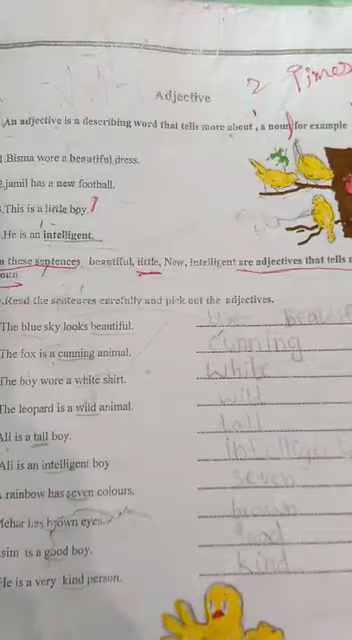 2 Times
Adjective
An adjective is a describing word that tells more about , a noun for example
1.Bisma wore a beautiful dress.
2.jamil has a new football.
.This is a little boy.
.He is an intelligent.
n these sentences beautiful, little, New, intelligent are adjectives that tells a
oun.
.Read the sentences carefully and pick out the adjectives.
The blue sky looks beautiful. blue
The fox is a cunning animal. cunning
The boy wore a white shirt. white
The leopard is a wild animal. wild
Ali is a tall boy. tall
Ali is an intelligent boy
rainbow has seven colours. seven
Mehar has brown eyes. brown
sim is a good boy.
He is a very kind person. kind